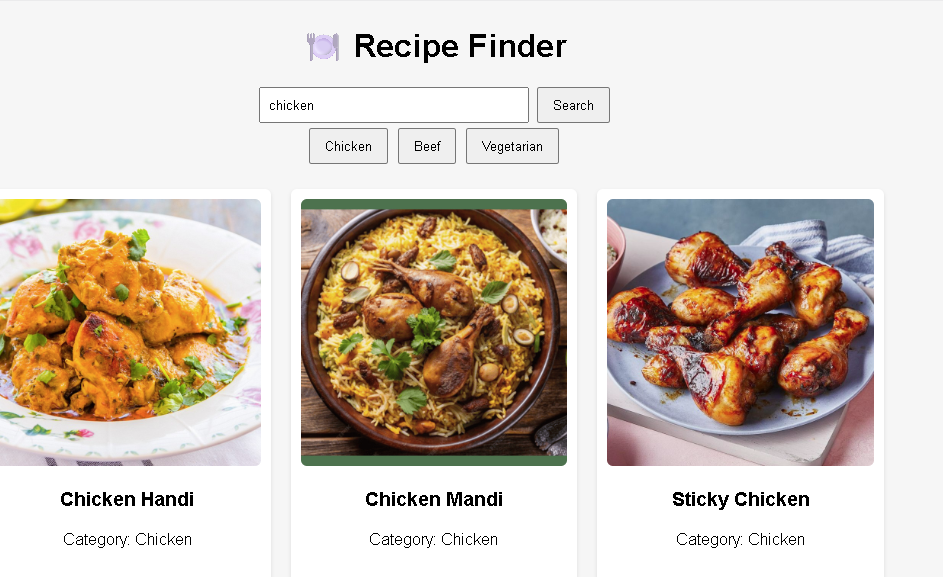 🍽️ Recipe Finder
chicken Search
Chicken Beef Vegetarian
Chicken Handi Chicken Mandi Sticky Chicken
Category: Chicken Category: Chicken Category: Chicken